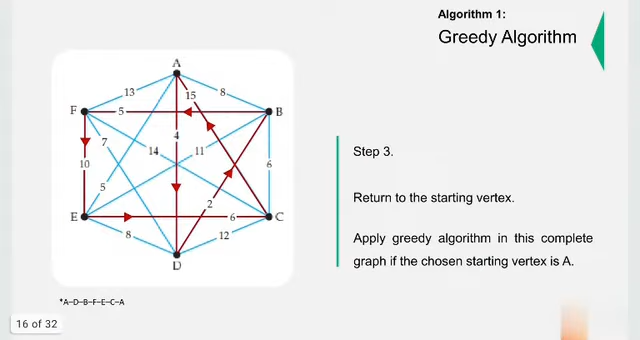 Algorithm 1:
Greedy Algorithm
A
13
15
8
F
5
B
4
7
14
11
10
6
5
2
E
6
C
8
12
D
Step 3.
Return to the starting vertex.
Apply greedy algorithm in this complete
graph if the chosen starting vertex is A.
*A-D-B-F-E-C-A
16 of 32